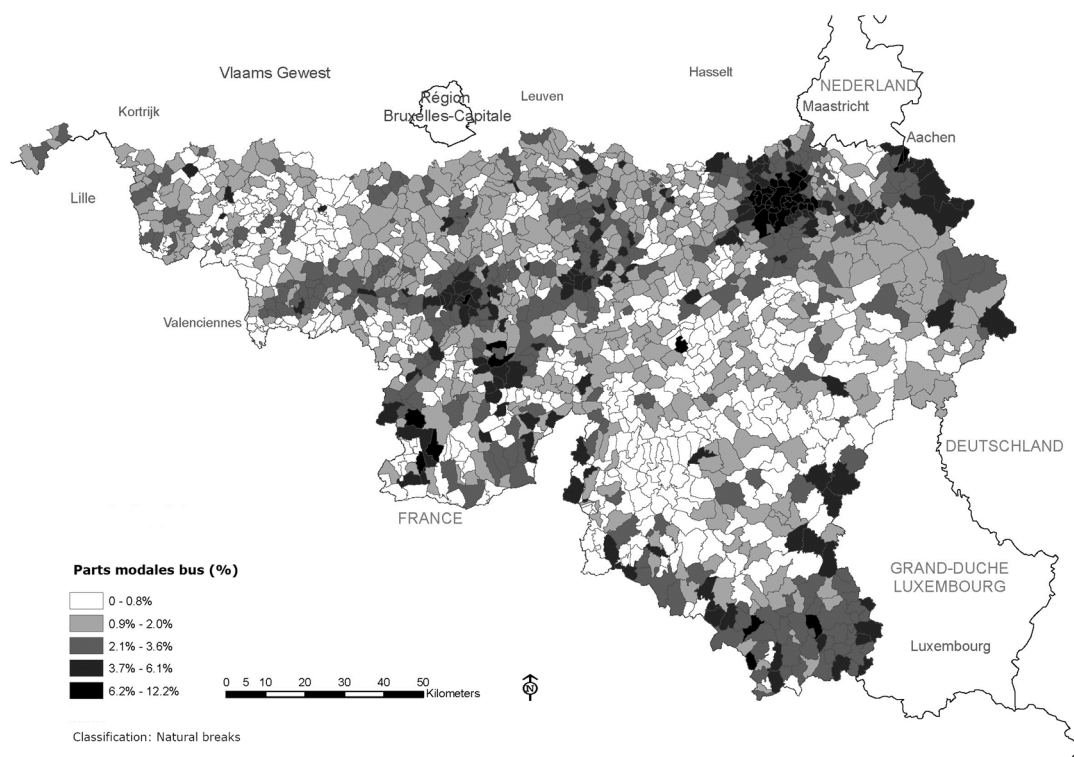 Hasselt
Vlaams Gewest
NEDERLAND
Région
Bruxelles-Capitale
Leuven
Maastricht
Kortrijk
Aachen
Lille
Valenciennes
DEUTSCHLAND
FRANCE
GRAND-DUCHE
LUXEMBOURG
Luxembourg
Parts modales bus (%)
0 - 0.8%
0.9% - 2.0%
2.1% - 3.6%
3.7% - 6.1%
6.2% - 12.2%
0 5 10 20 30 40 50
Kilometers
N
Classification: Natural breaks